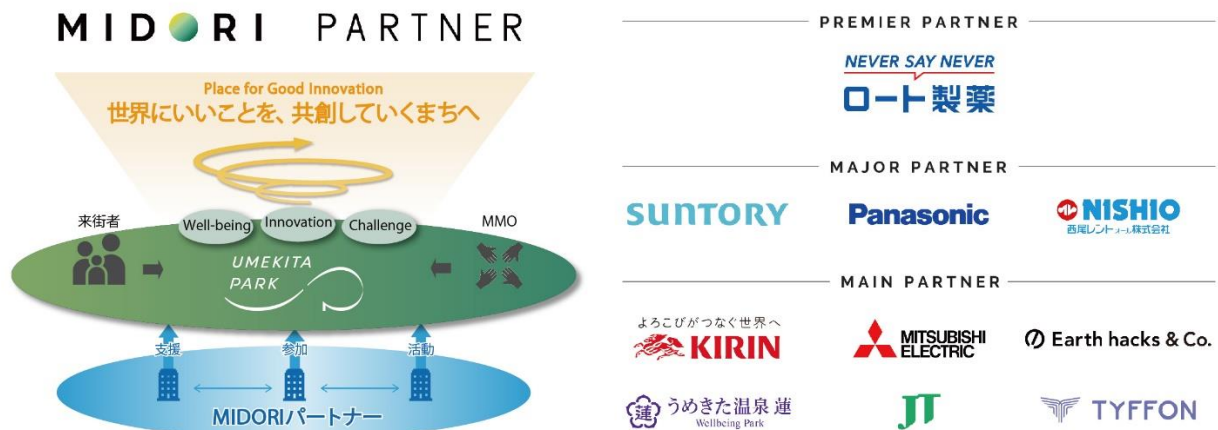 MIDORI PARTNER
Place for Good Innovation
世界にいいことを、共創していくまちへ
来街者
Well-being
Innovation
Challenge
MMO
UMEKITA
PARK
支援
参加
活動
MIDORIパートナー
PREMIER PARTNER
NEVER SAY NEVER
ロート製薬
MAJOR PARTNER
SUNTORY
Panasonic
NISHIO
西尾レントオール株式会社
MAIN PARTNER
よろこびがつなぐ世界へ
KIRIN
MITSUBISHI
ELECTRIC
Earth hacks & Co.
蓮 うめきた温泉 蓮
Wellbeing Park
JT
TYFFON